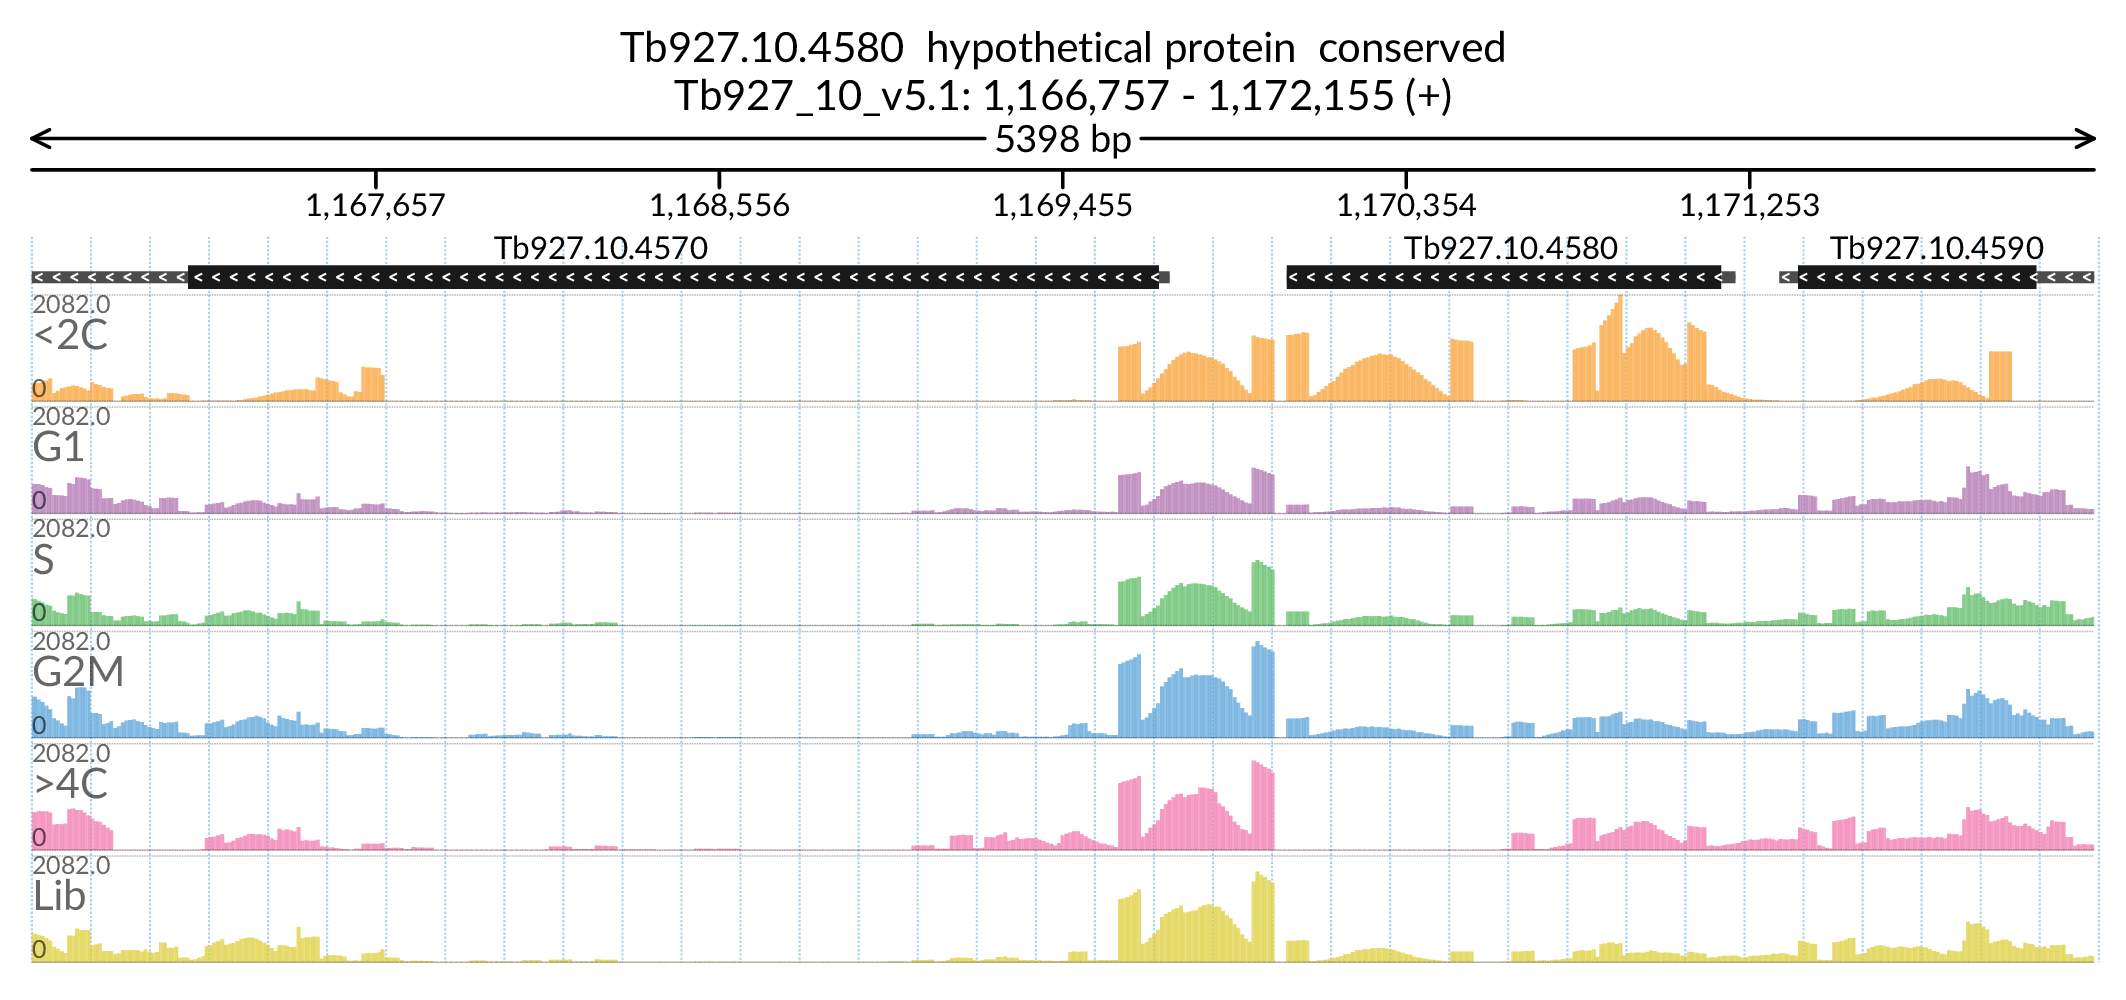 Tb927.10.4580 hypothetical protein conserved
Tb927_10_v5.1: 1,166,757 - 1,172,155 (+)
5398 bp
1,167,657 1,168,556 1,169,455 1,170,354 1,171,253
Tb927.10.4570 Tb927.10.4580 Tb927.10.4590
2082.0
<2C
0
2082.0
G1
0
2082.0
S
0
2082.0
G2M
0
2082.0
>4C
0
2082.0
Lib
0